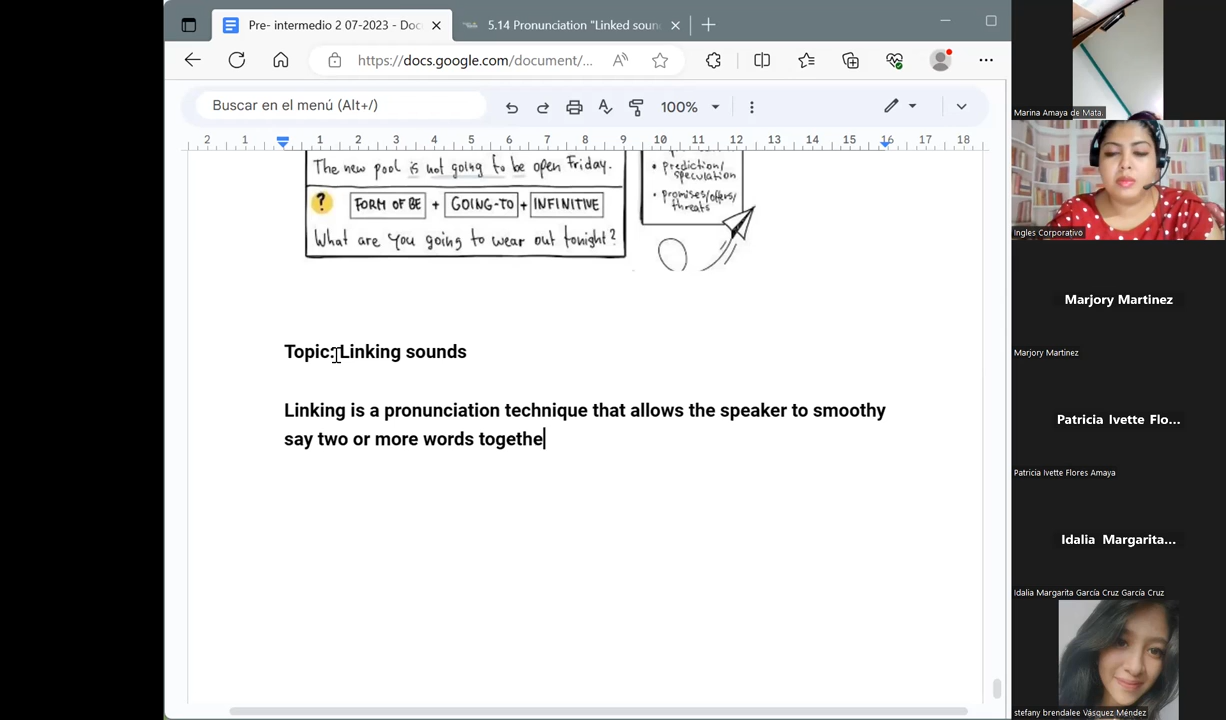 Pre- intermedio 2 07-2023 - Doc
5.14 Pronunciation "Linked soun
https://docs.google.com/document/...
Buscar en el menú (Alt+/)
100%
2 1 1 2 3 4 5 6 7 8 9 10 11 12 13 14 15 16 17 18
The new pool is not going to be open Friday.
? FORM OF BE + GOING-TO + INFINITIVE
What are you going to wear out tonight?
• prediction/
speculation
• promises/offers/
threats
Topic: Linking sounds
Linking is a pronunciation technique that allows the speaker to smoothy
say two or more words togethe
Marina Amaya de Mata.
Ingles Corporativo
Marjory Martinez
Marjory Martinez
Patricia Ivette Flo...
Patricia Ivette Flores Amaya
Idalia Margarita...
Idalia Margarita García Cruz García Cruz
stefany brendalee Vásquez Méndez